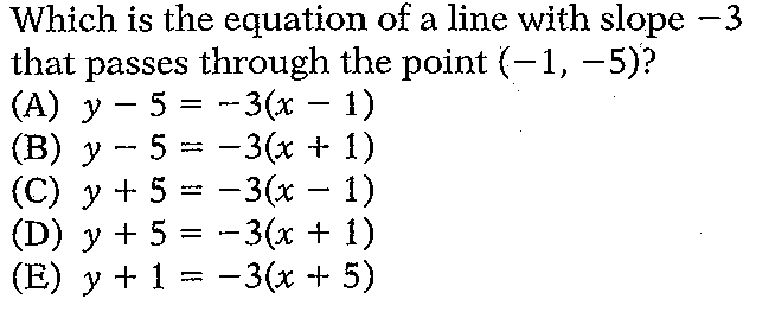 Which is the equation of a line with slope −3
that passes through the point (−1, −5)?
(A) y − 5 = −3(x − 1)
(B) y − 5 = −3(x + 1)
(C) y + 5 = −3(x − 1)
(D) y + 5 = −3(x + 1)
(E) y + 1 = −3(x + 5)